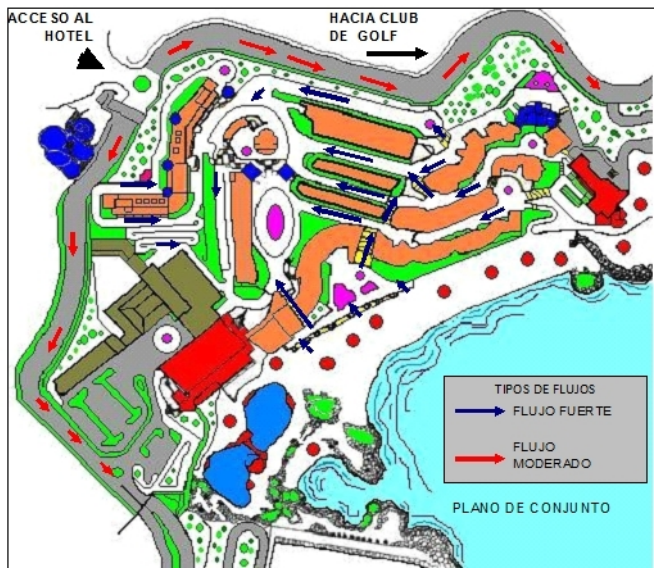 ACCESO AL
HOTEL
HACIA CLUB
DE GOLF
TIPOS DE FLUJOS
FLUJO FUERTE
FLUJO
MODERADO
PLANO DE CONJUNTO